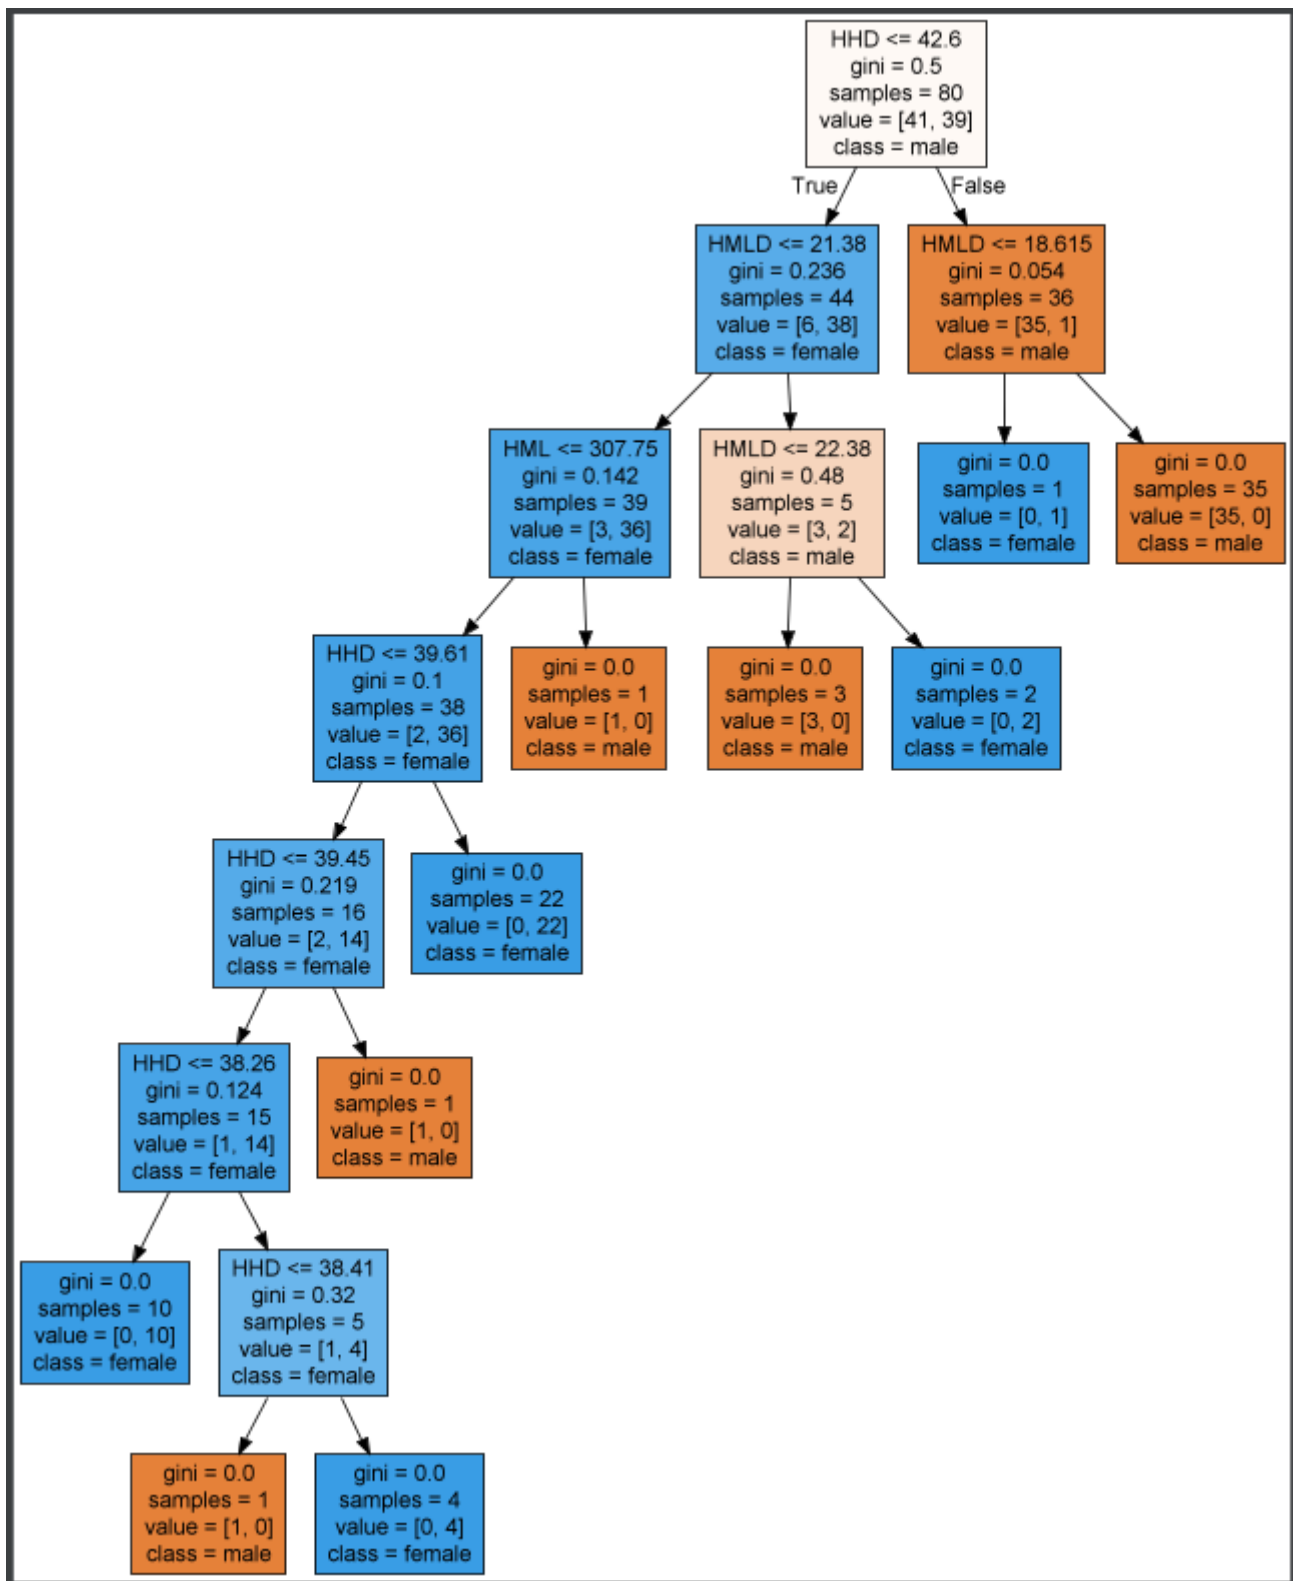 HHD <= 42.6
gini = 0.5
samples = 80
value = [41, 39]
class = male
True
False
HMLD <= 21.38
gini = 0.236
samples = 44
value = [6, 38]
class = female
HMLD <= 18.615
gini = 0.054
samples = 36
value = [35, 1]
class = male
HML <= 307.75
gini = 0.142
samples = 39
value = [3, 36]
class = female
HMLD <= 22.38
gini = 0.48
samples = 5
value = [3, 2]
class = male
gini = 0.0
samples = 1
value = [0, 1]
class = female
gini = 0.0
samples = 35
value = [35, 0]
class = male
HHD <= 39.61
gini = 0.1
samples = 38
value = [2, 36]
class = female
gini = 0.0
samples = 1
value = [1, 0]
class = male
gini = 0.0
samples = 3
value = [3, 0]
class = male
gini = 0.0
samples = 2
value = [0, 2]
class = female
HHD <= 39.45
gini = 0.219
samples = 16
value = [2, 14]
class = female
gini = 0.0
samples = 22
value = [0, 22]
class = female
HHD <= 38.26
gini = 0.124
samples = 15
value = [1, 14]
class = female
gini = 0.0
samples = 1
value = [1, 0]
class = male
gini = 0.0
samples = 10
value = [0, 10]
class = female
HHD <= 38.41
gini = 0.32
samples = 5
value = [1, 4]
class = female
gini = 0.0
samples = 1
value = [1, 0]
class = male
gini = 0.0
samples = 4
value = [0, 4]
class = female